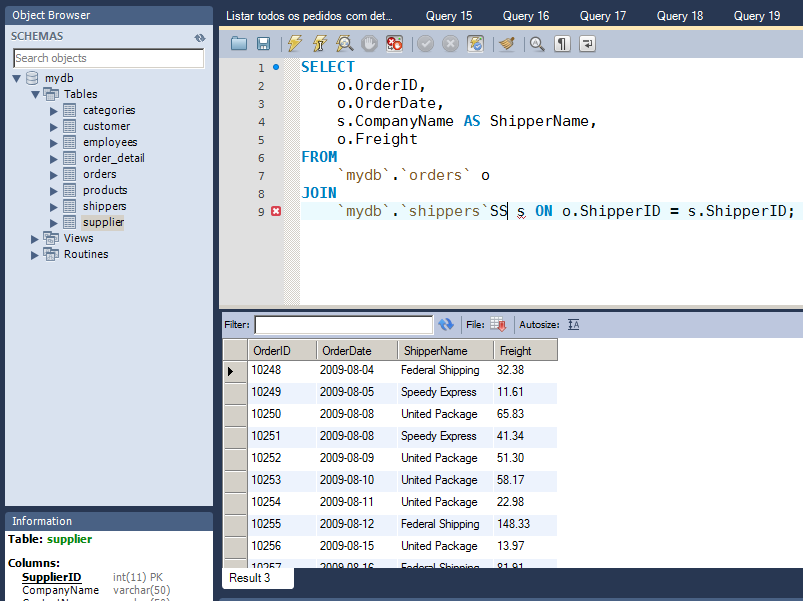 Object Browser
SCHEMAS
Search objects
mydb
Tables
categories
customer
employees
order_detail
orders
products
shippers
supplier
Views
Routines
Information
Table: supplier
Columns:
SupplierID int(11) PK
CompanyName varchar(50)
Listar todos os pedidos com det... Query 15 Query 16 Query 17 Query 18 Query 19
1 SELECT
2 o.OrderID,
3 o.OrderDate,
4 s.CompanyName AS ShipperName,
5 o.Freight
6 FROM
7 `mydb`.`orders` o
8 JOIN
9 `mydb`.`shippers`SS s ON o.ShipperID = s.ShipperID;
Filter: File: Autosize:
OrderID OrderDate ShipperName Freight
10248 2009-08-04 Federal Shipping 32.38
10249 2009-08-05 Speedy Express 11.61
10250 2009-08-08 United Package 65.83
10251 2009-08-08 Speedy Express 41.34
10252 2009-08-09 United Package 51.30
10253 2009-08-10 United Package 58.17
10254 2009-08-11 United Package 22.98
10255 2009-08-12 Federal Shipping 148.33
10256 2009-08-15 United Package 13.97
10257 2009-08-16 Federal Shipping 81.91
Result 3